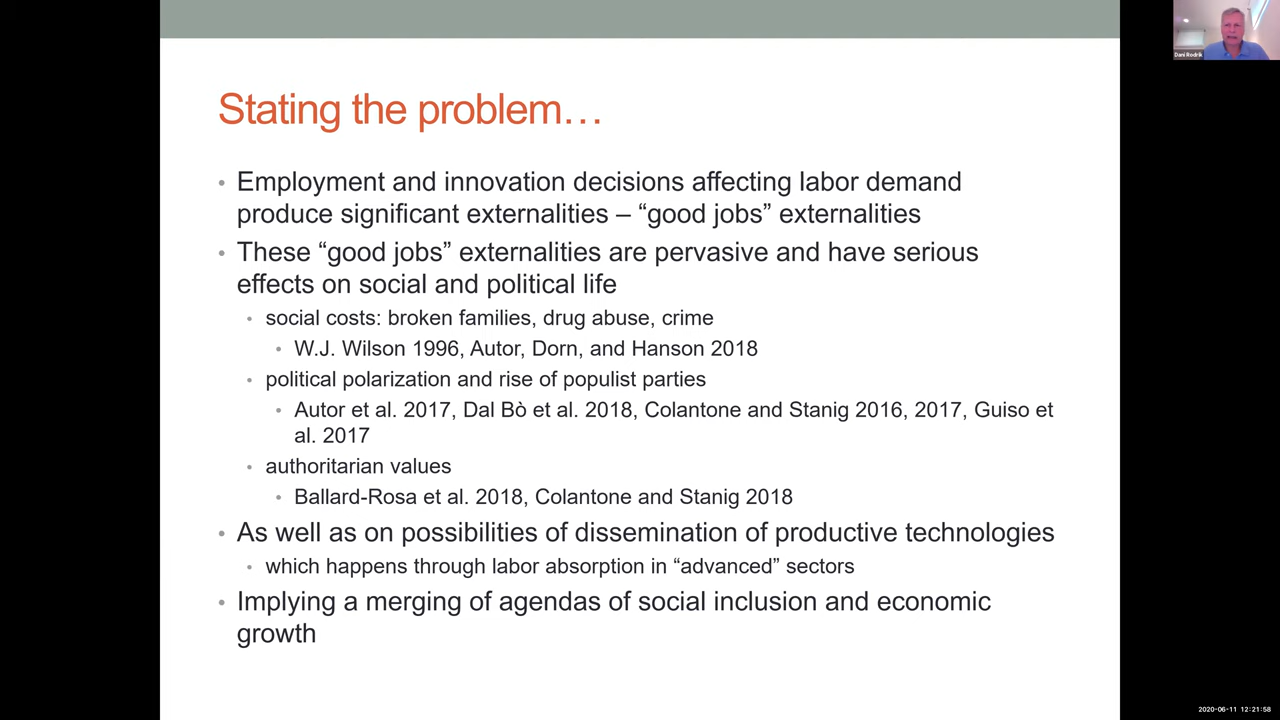 Dani Rodrik
Stating the problem…
• Employment and innovation decisions affecting labor demand
produce significant externalities – “good jobs” externalities
• These “good jobs” externalities are pervasive and have serious
effects on social and political life
• social costs: broken families, drug abuse, crime
• W.J. Wilson 1996, Autor, Dorn, and Hanson 2018
• political polarization and rise of populist parties
• Autor et al. 2017, Dal Bò et al. 2018, Colantone and Stanig 2016, 2017, Guiso et
al. 2017
• authoritarian values
• Ballard-Rosa et al. 2018, Colantone and Stanig 2018
• As well as on possibilities of dissemination of productive technologies
• which happens through labor absorption in “advanced” sectors
• Implying a merging of agendas of social inclusion and economic
growth
2020-06-11 12:21:58